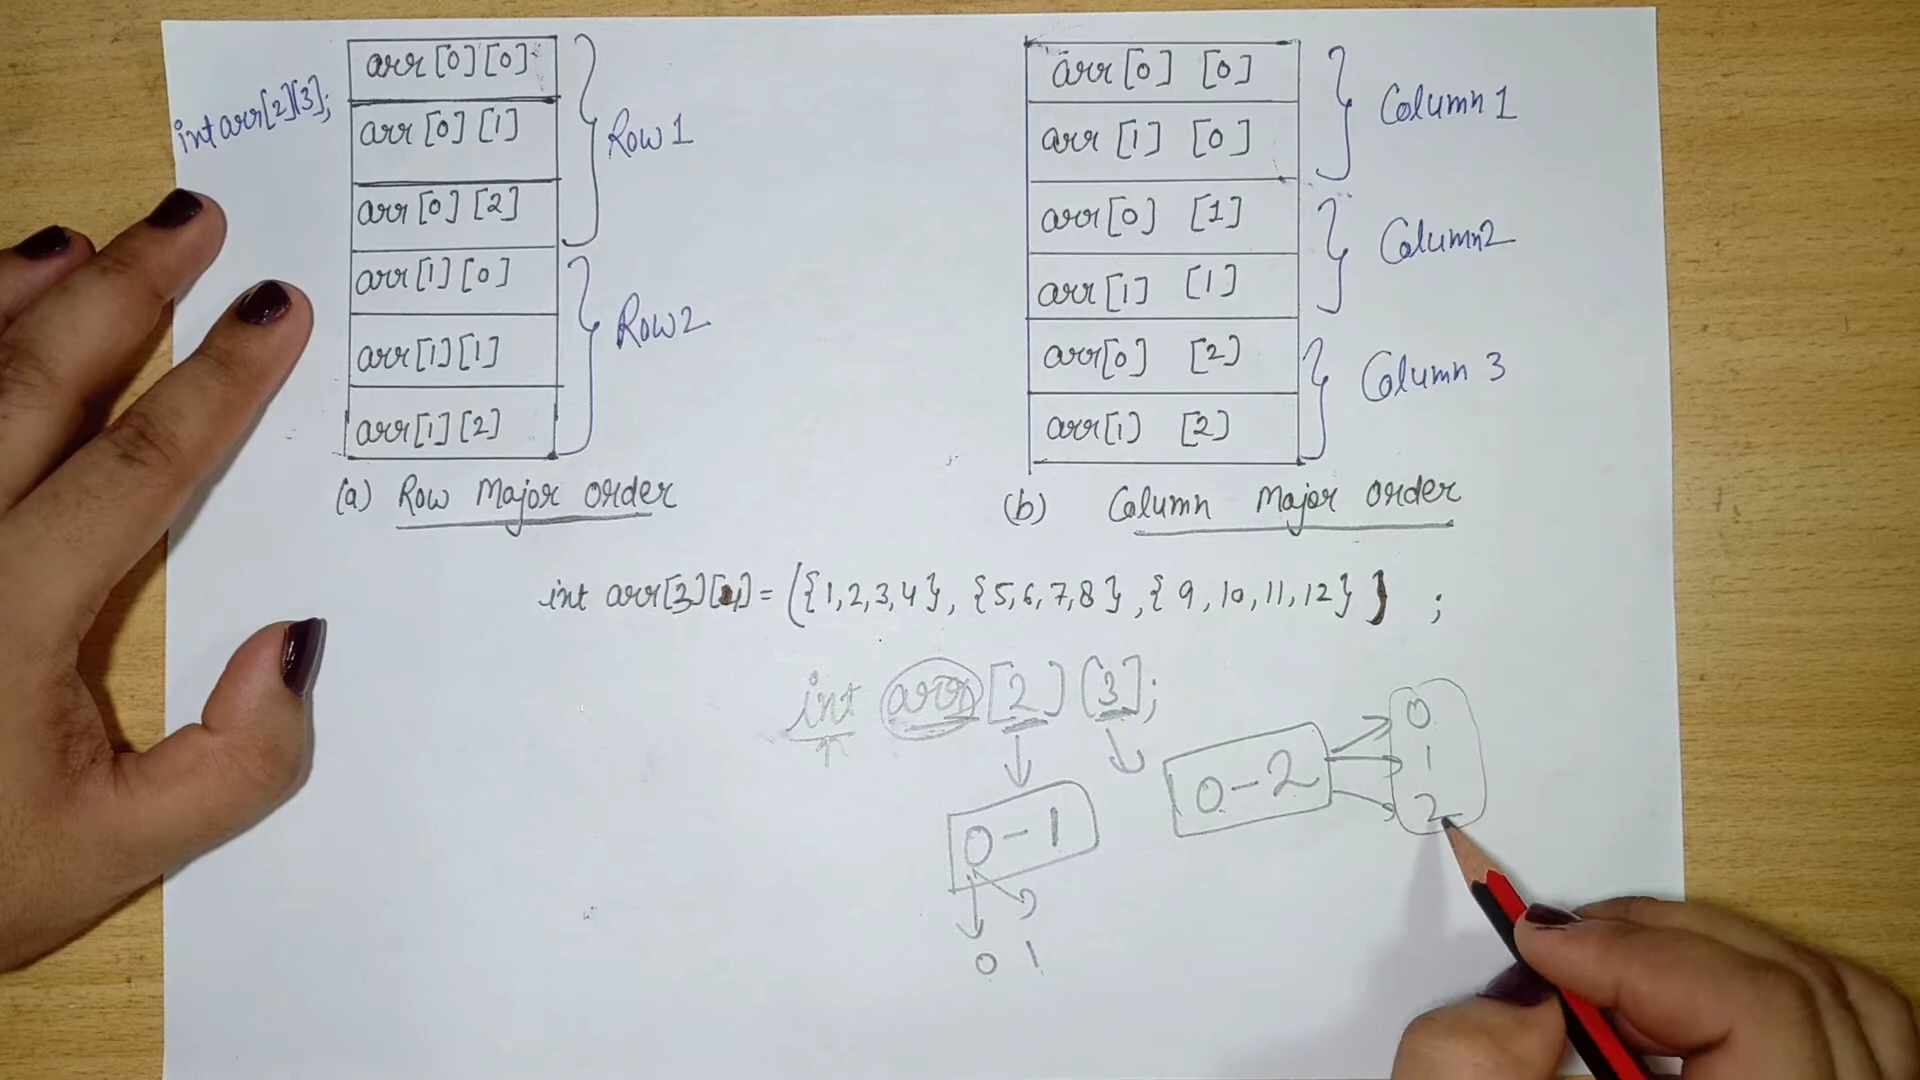 int arr[2][3];
arr[0][0]
arr[0][1]
arr[0][2]
arr[1][0]
arr[1][1]
arr[1][2]
Row 1
Row 2
(a) Row Major Order
arr[0] [0]
arr[1] [0]
arr[0] [1]
arr[1] [1]
arr[0] [2]
arr[1] [2]
Column 1
Column 2
Column 3
(b) Column Major Order
int arr[3][4] = {{1,2,3,4}, {5,6,7,8}, {9,10,11,12}} ;
int arr[2][3];
0-1
0 1
0-2
0
1
2